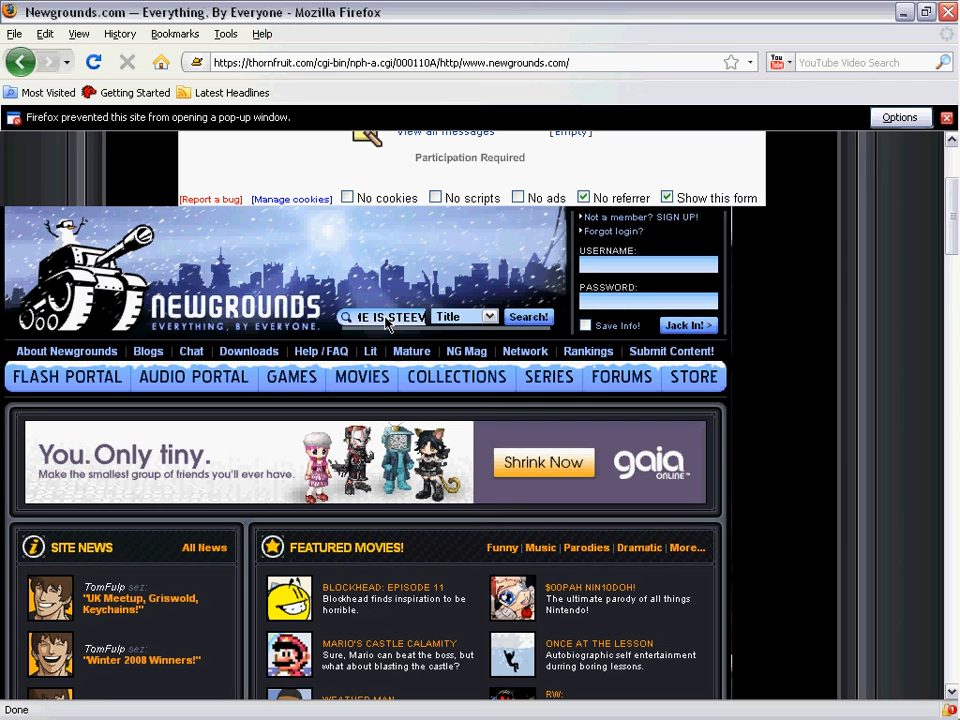 Newgrounds.com — Everything, By Everyone - Mozilla Firefox
File Edit View History Bookmarks Tools Help
https://thornfruit.com/cgi-bin/nph-a.cgi/000110A/http/www.newgrounds.com/
You Tube YouTube Video Search
Most Visited Getting Started Latest Headlines
Firefox prevented this site from opening a pop-up window. Options
View all messages [Empty]
Participation Required
[Report a bug] [Manage cookies] No cookies No scripts No ads No referrer Show this form
Not a member? SIGN UP!
Forgot login?
USERNAME:
PASSWORD:
Save Info! Jack In! >
NEWGROUNDS
EVERYTHING, BY EVERYONE.
IE IS STEEV Title Search!
About Newgrounds | Blogs | Chat | Downloads | Help / FAQ | Lit | Mature | NG Mag | Network | Rankings | Submit Content!
FLASH PORTAL AUDIO PORTAL GAMES MOVIES COLLECTIONS SERIES FORUMS STORE
You. Only tiny.
Make the smallest group of friends you'll ever have.
Shrink Now
gaia
ONLINE
SITE NEWS All News
TomFulp sez:
"UK Meetup, Griswold,
Keychains!"
TomFulp sez:
"Winter 2008 Winners!"
FEATURED MOVIES! Funny | Music | Parodies | Dramatic | More...
BLOCKHEAD: EPISODE 11
Blockhead finds inspiration to be
horrible.
$00PAH NIN10DOH!
The ultimate parody of all things
Nintendo!
MARIO'S CASTLE CALAMITY
Sure, Mario can beat the boss, but
what about blasting the castle?
ONCE AT THE LESSON
Autobiographic self entertainment
durring boring lessons.
WEATHER MAN
RW:
Done